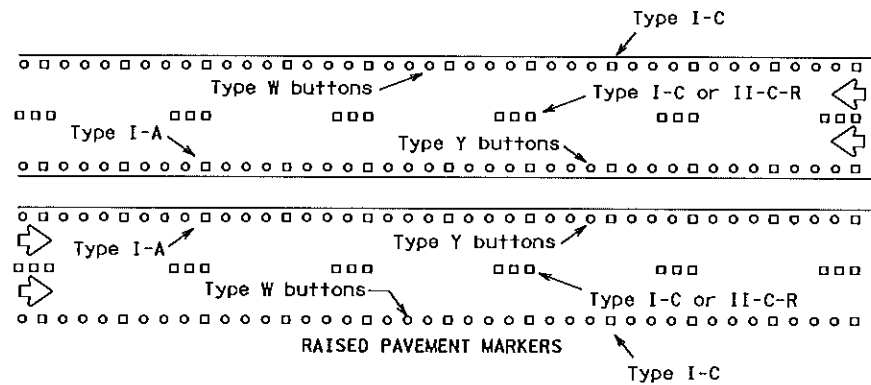 Type I-C
Type W buttons
Type I-C or II-C-R
Type I-A
Type Y buttons
Type I-A
Type Y buttons
Type W buttons
Type I-C or II-C-R
RAISED PAVEMENT MARKERS
Type I-C